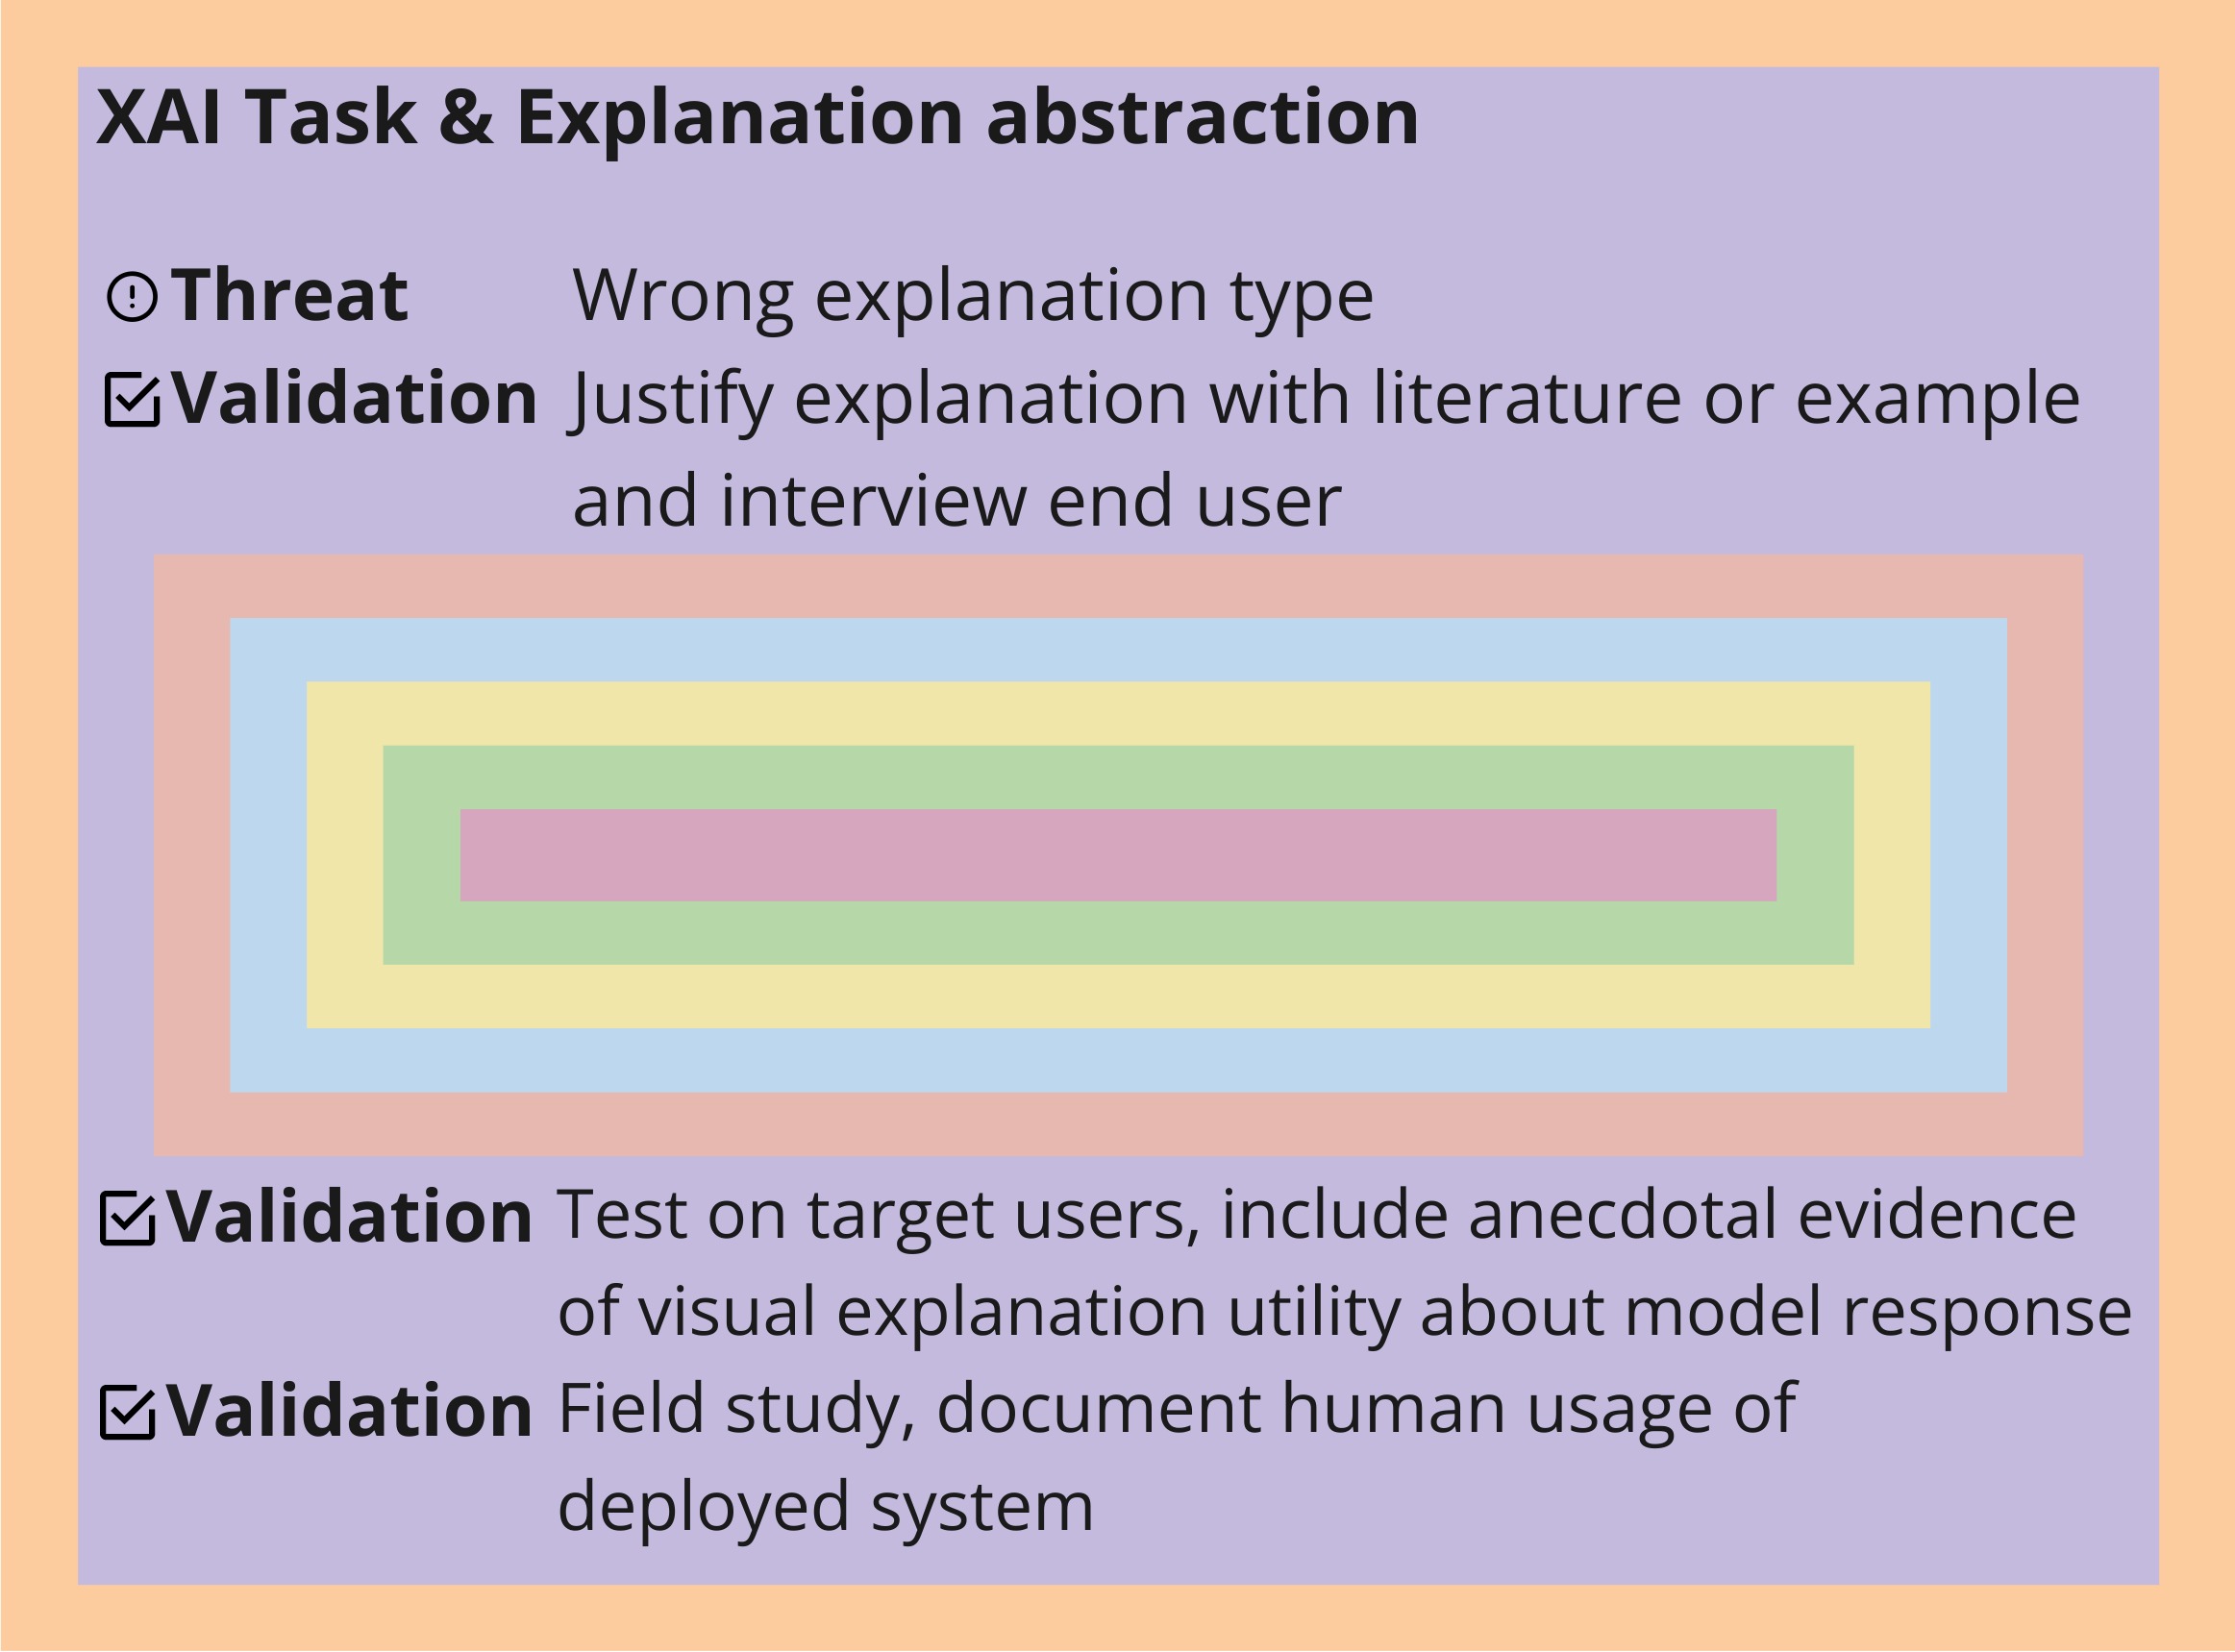 XAI Task & Explanation abstraction
Threat Wrong explanation type
Validation Justify explanation with literature or example
and interview end user
Validation Test on target users, include anecdotal evidence
of visual explanation utility about model response
Validation Field study, document human usage of
deployed system